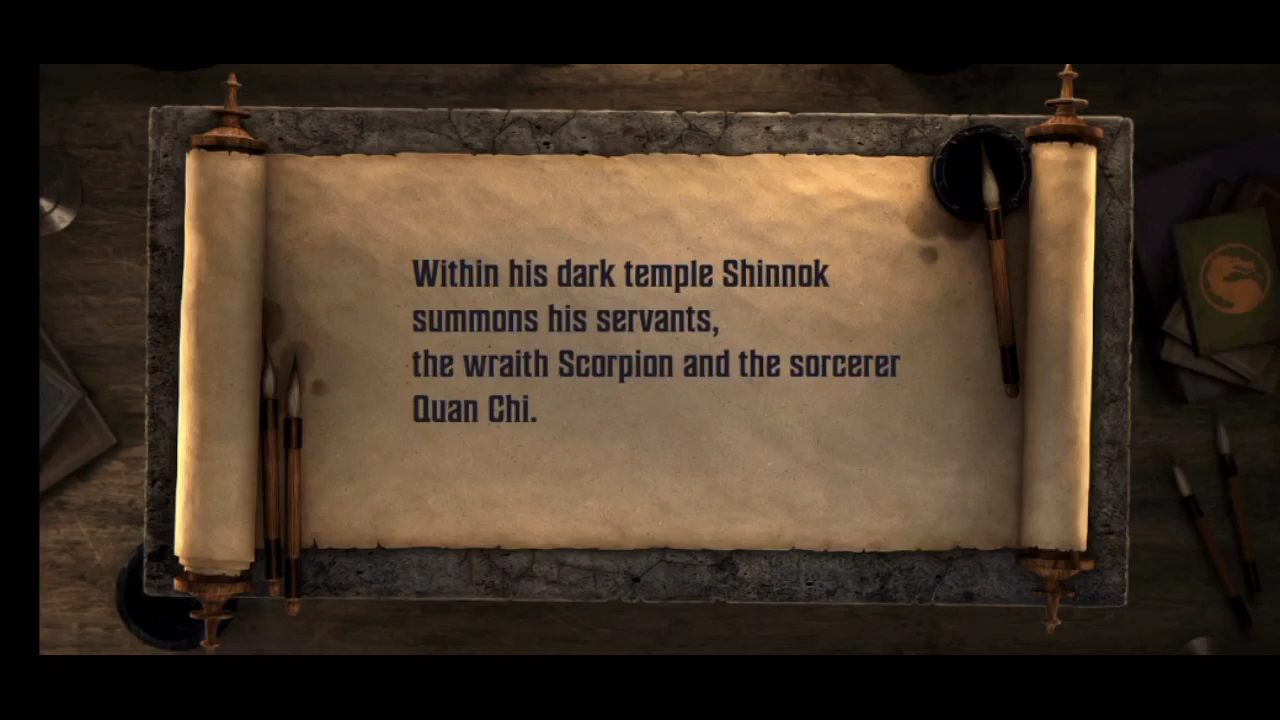 Within his dark temple Shinnok
summons his servants,
the wraith Scorpion and the sorcerer
Quan Chi.